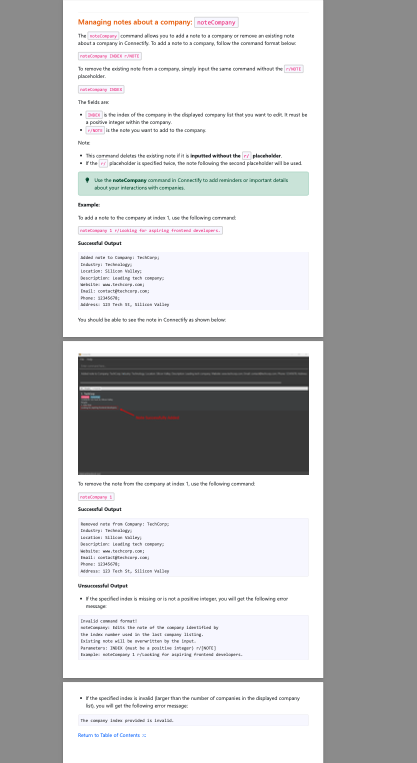 Managing notes about a company: noteCompany
The noteCompany command allows you to add a note to a company or remove an existing note
about a company in Connectify. To add a note to a company, follow the command format below:
noteCompany INDEX r/NOTE
To remove the existing note from a company, simply input the same command without the r/NOTE
placeholder:
noteCompany INDEX
The fields are:
• INDEX is the index of the company in the displayed company list that you want to edit. It must be
a positive integer within the company.
• r/NOTE is the note you want to add to the company.
Note:
• This command deletes the existing note if it is inputted without the r/ placeholder.
• If the r/ placeholder is specified twice, the note following the second placeholder will be used.
Use the noteCompany command in Connectify to add reminders or important details
about your interactions with companies.
Example:
To add a note to the company at index 1, use the following command:
noteCompany 1 r/Looking for aspiring frontend developers.
Successful Output
Added note to Company: TechCorp;
Industry: Technology;
Location: Silicon Valley;
Description: Leading tech company;
Website: www.techcorp.com;
Email: contact@techcorp.com;
Phone: 12345678;
Address: 123 Tech St, Silicon Valley
You should be able to see the note in Connectify as shown below:
To remove the note from the company at index 1, use the following command:
noteCompany 1
Successful Output
Removed note from Company: TechCorp;
Industry: Technology;
Location: Silicon Valley;
Description: Leading tech company;
Website: www.techcorp.com;
Email: contact@techcorp.com;
Phone: 12345678;
Address: 123 Tech St, Silicon Valley
Unsuccessful Output
• If the specified index is missing or is not a positive integer, you will get the following error
message:
Invalid command format!
noteCompany: Edits the note of the company identified by
the index number used in the last company listing.
Existing note will be overwritten by the input.
Parameters: INDEX (must be a positive integer) r/[NOTE]
Example: noteCompany 1 r/Looking for aspiring frontend developers.
• If the specified index is invalid (larger than the number of companies in the displayed company
list), you will get the following error message:
The company index provided is invalid.
Return to Table of Contents